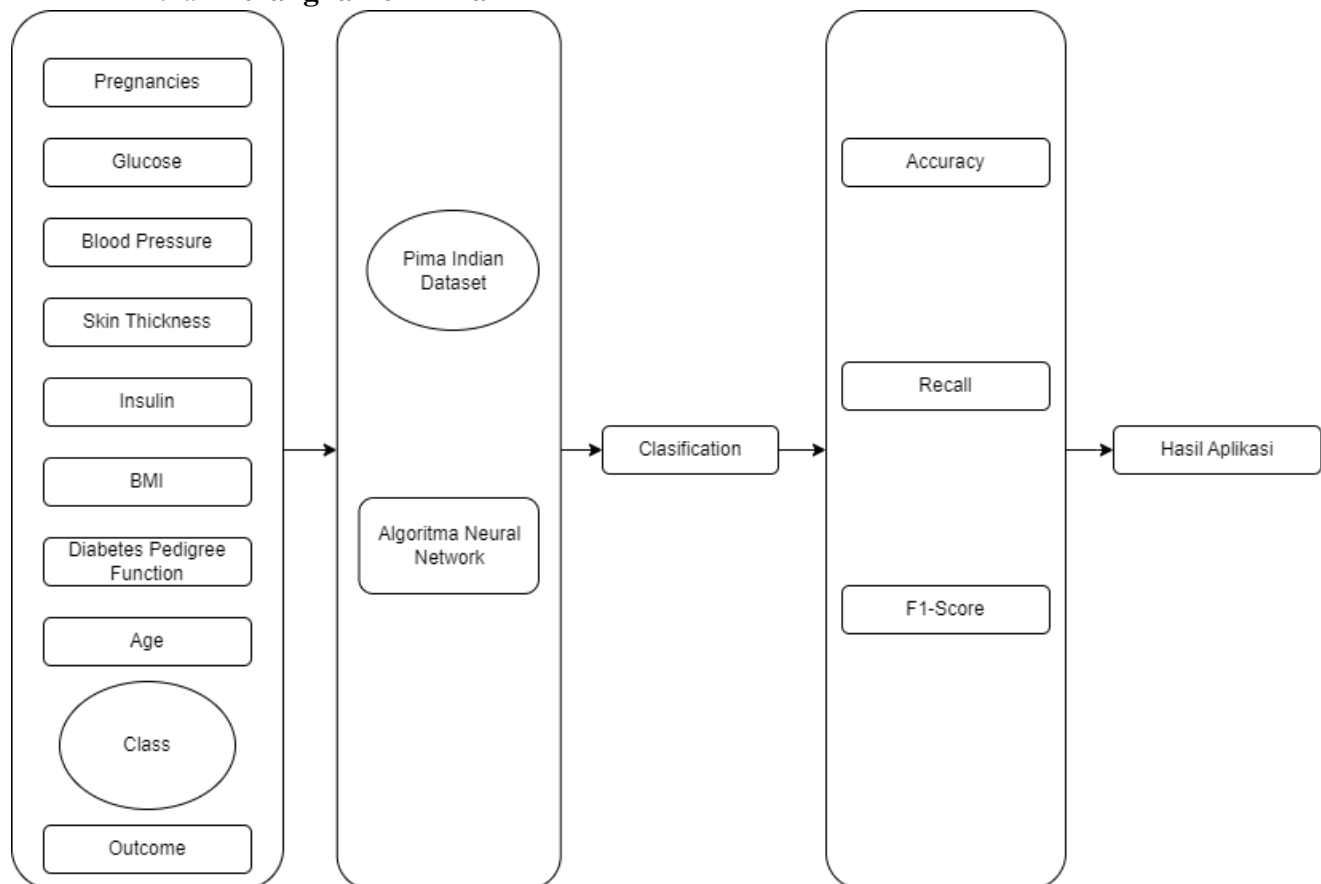 Pregnancies
Glucose
Blood Pressure
Skin Thickness
Insulin
BMI
Diabetes Pedigree
Function
Age
Class
Outcome
Pima Indian
Dataset
Algoritma Neural
Network
Clasification
Accuracy
Recall
F1-Score
Hasil Aplikasi